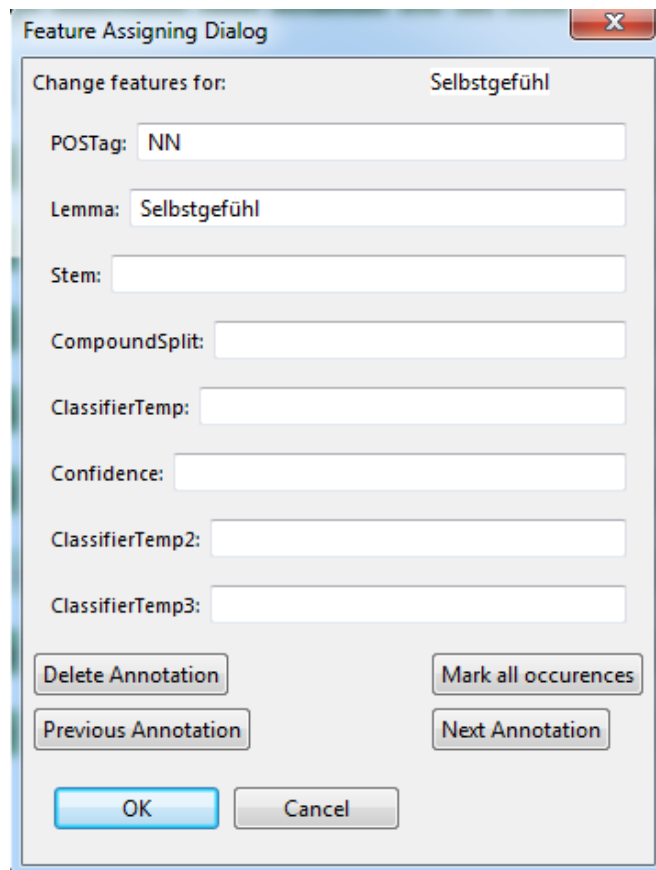 Feature Assigning Dialog
Change features for: Selbstgefühl
POSTag: NN
Lemma: Selbstgefühl
Stem:
CompoundSplit:
ClassifierTemp:
Confidence:
ClassifierTemp2:
ClassifierTemp3:
Delete Annotation Mark all occurences
Previous Annotation Next Annotation
OK Cancel